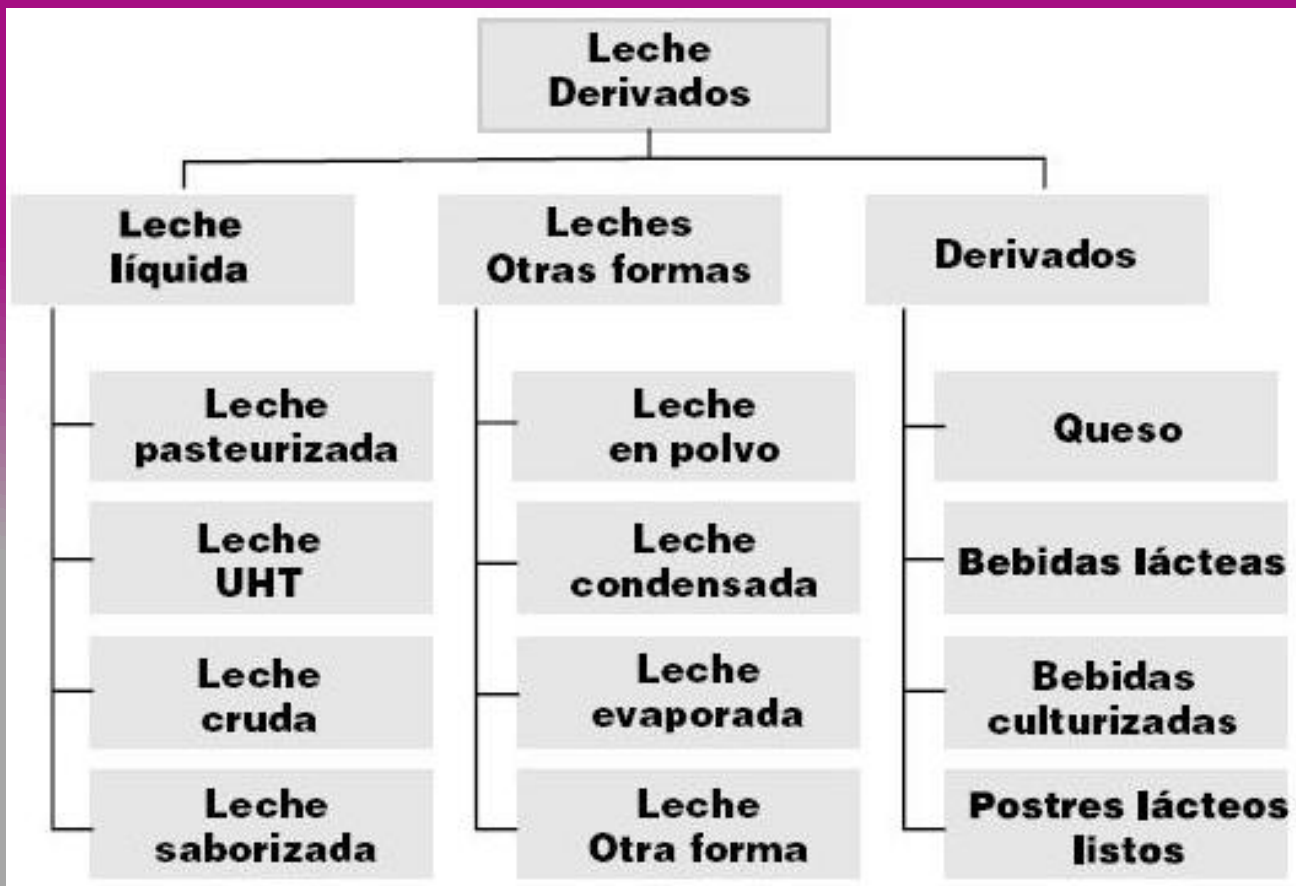 Leche
Derivados
Leche
líquida
Leches
Otras formas
Derivados
Leche
pasteurizada
Leche
UHT
Leche
cruda
Leche
saborizada
Leche
en polvo
Leche
condensada
Leche
evaporada
Leche
Otra forma
Queso
Bebidas lácteas
Bebidas
culturizadas
Postres lácteos
listos